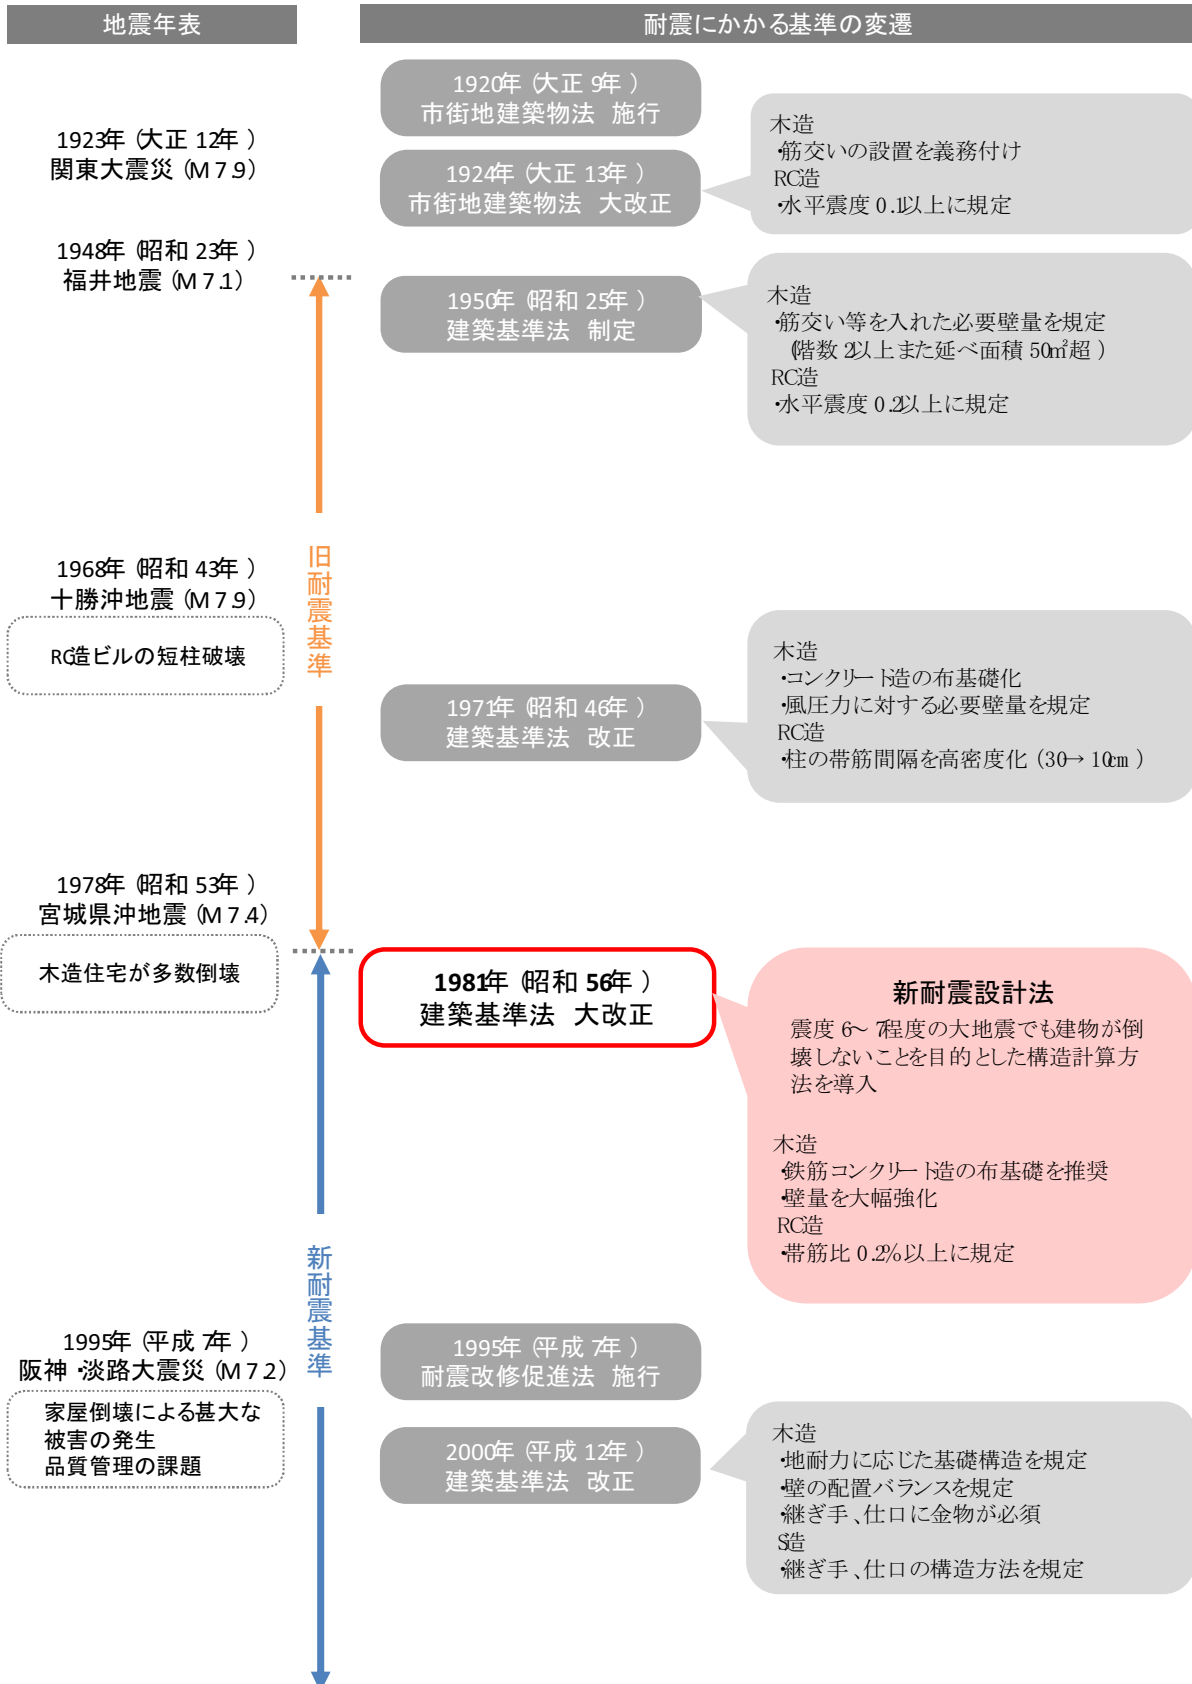 地震年表
耐震にかかる基準の変遷
1923年（大正 12年 ）
関東大震災（M 7.9）
1948年（昭和 23年 ）
福井地震（M 7.1）
1968年（昭和 43年 ）
十勝沖地震（M 7.9）
RC造ビルの短柱破壊
1978年（昭和 53年 ）
宮城県沖地震（M 7.4）
木造住宅が多数倒壊
1995年（平成 7年 ）
阪神・淡路大震災（M 7.2）
家屋倒壊による甚大な
被害の発生
品質管理の課題
旧耐震基準
新耐震基準
1920年（大正 9年 ）
市街地建築物法 施行
1924年（大正 13年 ）
市街地建築物法 大改正
木造
・筋交いの設置を義務付け
RC造
・水平震度 0.1以上に規定
1950年（昭和 25年 ）
建築基準法 制定
木造
・筋交い等を入れた必要壁量を規定
（階数 2以上また延べ面積 50㎡超 ）
RC造
・水平震度 0.2以上に規定
1971年（昭和 46年 ）
建築基準法 改正
木造
・コンクリート造の布基礎化
・風圧力に対する必要壁量を規定
RC造
・柱の帯筋間隔を高密度化（30→ 10cm ）
1981年（昭和 56年 ）
建築基準法 大改正
新耐震設計法
震度 6～ 7程度の大地震でも建物が倒
壊しないことを目的とした構造計算方
法を導入
木造
・鉄筋コンクリート造の布基礎を推奨
・壁量を大幅強化
RC造
・帯筋比 0.2%以上に規定
1995年（平成 7年 ）
耐震改修促進法 施行
2000年（平成 12年 ）
建築基準法 改正
木造
・地耐力に応じた基礎構造を規定
・壁の配置バランスを規定
・継ぎ手、仕口に金物が必須
S造
・継ぎ手、仕口の構造方法を規定